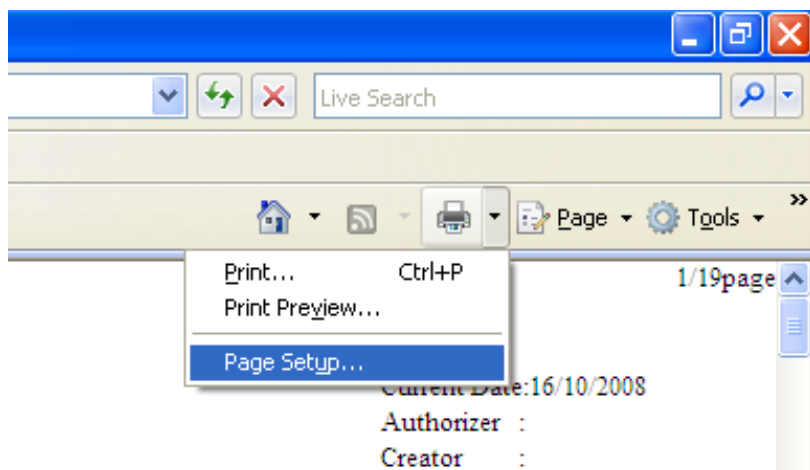 Live Search
Page Tools »
Print... Ctrl+P
1/19page
Print Preview...
Page Setup...
Current Date:16/10/2008
Authorizer :
Creator :